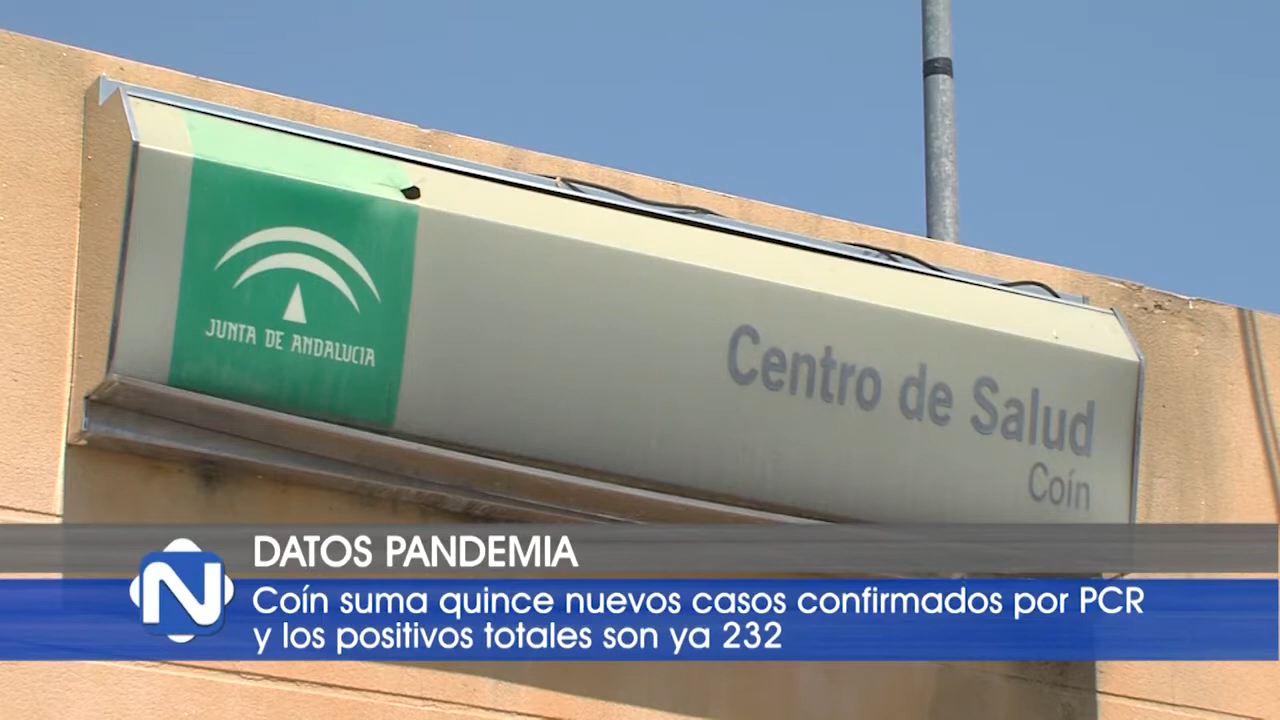 JUNTA DE ANDALUCIA
Centro de Salud
Coín
DATOS PANDEMIA
N
Coín suma quince nuevos casos confirmados por PCR
y los positivos totales son ya 232